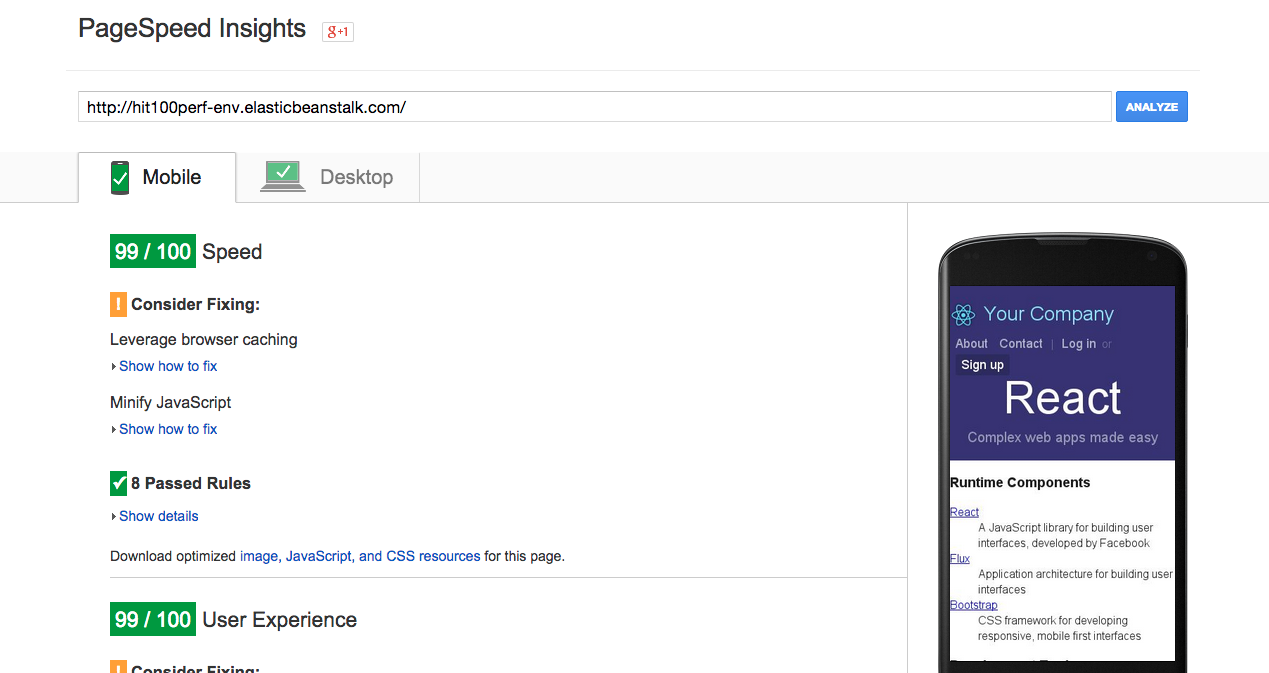 PageSpeed Insights
g+1
http://hit100perf-env.elasticbeanstalk.com/
ANALYZE
Mobile
Desktop
99 / 100 Speed
! Consider Fixing:
Leverage browser caching
Show how to fix
Minify JavaScript
Show how to fix
8 Passed Rules
Show details
Download optimized image, JavaScript, and CSS resources for this page.
99 / 100 User Experience
! Consider Fixing:
Your Company
About Contact | Log in or
Sign up
React
Complex web apps made easy
Runtime Components
React
A JavaScript library for building user
interfaces, developed by Facebook
Flux
Application architecture for building user
interfaces
Bootstrap
CSS framework for developing
responsive, mobile first interfaces